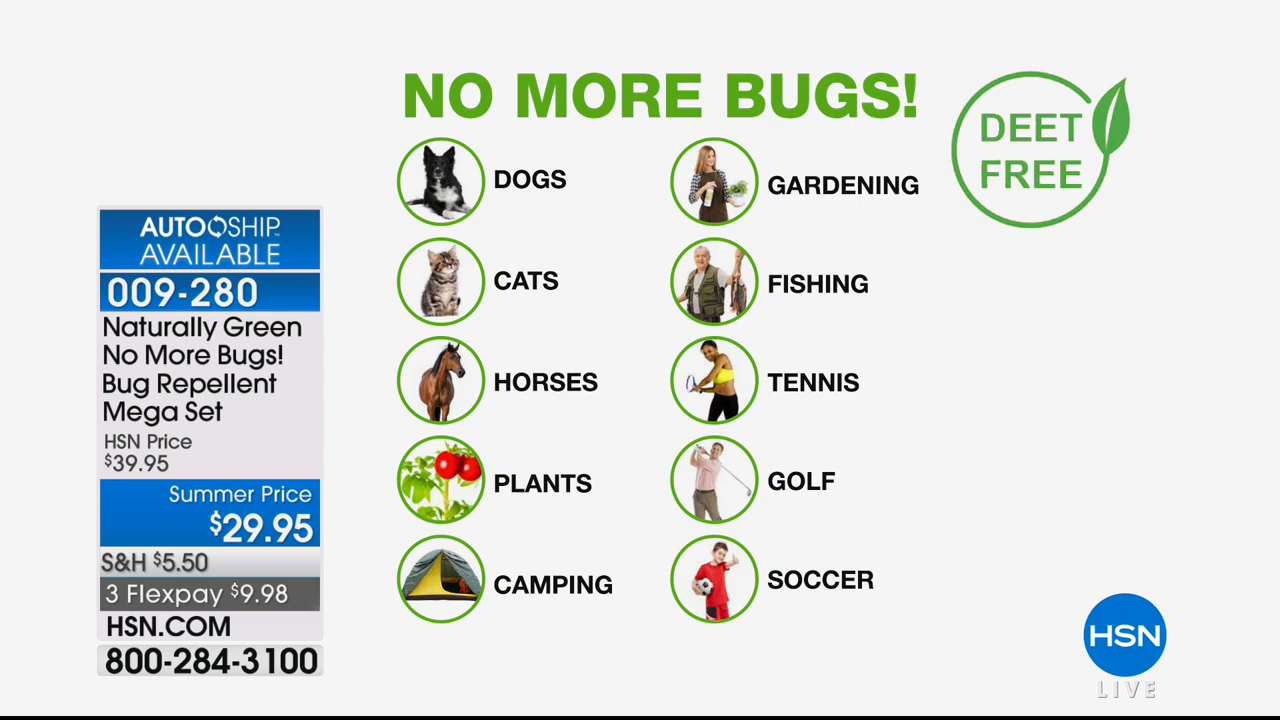 NO MORE BUGS!
DEET
FREE
DOGS
GARDENING
CATS
FISHING
HORSES
TENNIS
PLANTS
GOLF
CAMPING
SOCCER
AUTO SHIP
AVAILABLE
009-280
Naturally Green
No More Bugs!
Bug Repellent
Mega Set
HSN Price
$39.95
Summer Price
$29.95
S&H $5.50
3 Flexpay $9.98
HSN.COM
800-284-3100
HSN
LIVE